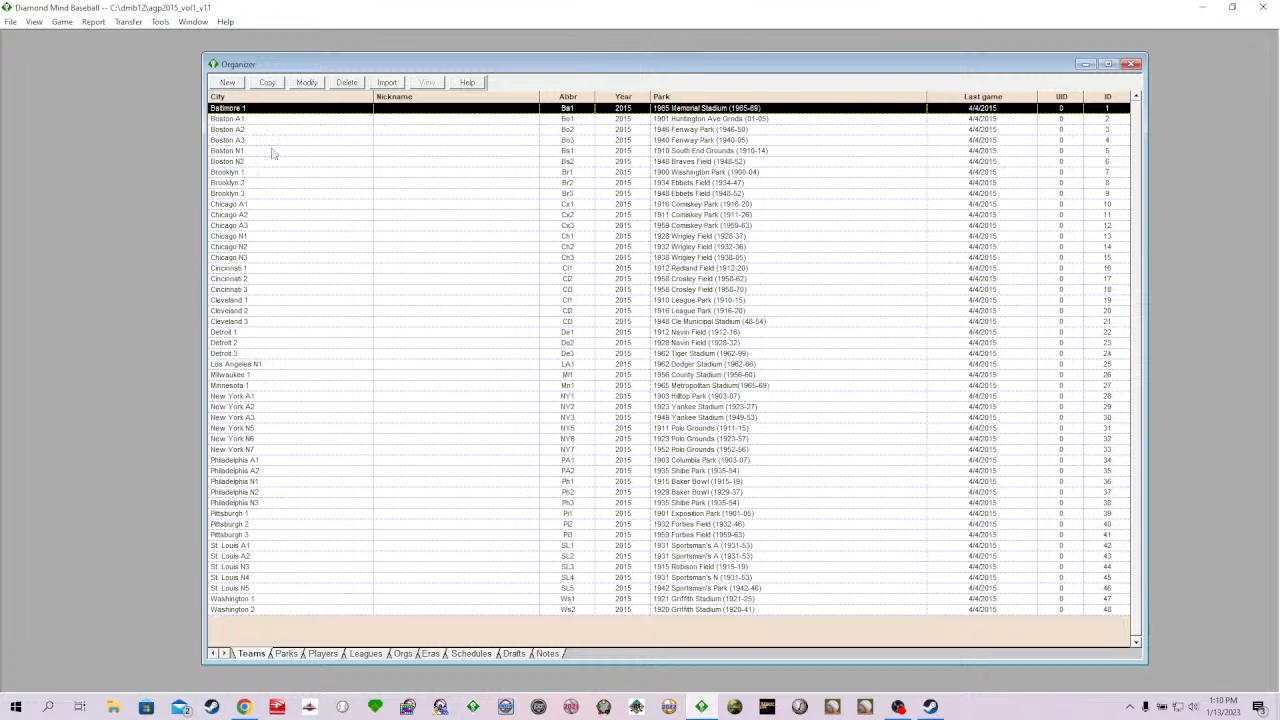 Diamond Mind Baseball -- C:\dmb12\agp2015_vol1_v11
File View Game Report Transfer Tools Window Help
Organizer
New Copy Modify Delete Import View Help
City Nickname Abbr Year Park Last game UID ID
Baltimore 1 Ba1 2015 1965 Memorial Stadium (1965-69) 4/4/2015 0 1
Boston A1 Bo1 2015 1901 Huntington Ave Grnds (01-05) 4/4/2015 0 2
Boston A2 Bo2 2015 1946 Fenway Park (1946-50) 4/4/2015 0 3
Boston A3 Bo3 2015 1940 Fenway Park (1940-05) 4/4/2015 0 4
Boston N1 Bs1 2015 1910 South End Grounds (1910-14) 4/4/2015 0 5
Boston N2 Bs2 2015 1948 Braves Field (1948-52) 4/4/2015 0 6
Brooklyn 1 Br1 2015 1900 Washington Park (1900-04) 4/4/2015 0 7
Brooklyn 2 Br2 2015 1934 Ebbets Field (1934-47) 4/4/2015 0 8
Brooklyn 3 Br3 2015 1948 Ebbets Field (1948-52) 4/4/2015 0 9
Chicago A1 Cx1 2015 1916 Comiskey Park (1916-20) 4/4/2015 0 10
Chicago A2 Cx2 2015 1911 Comiskey Park (1911-26) 4/4/2015 0 11
Chicago A3 Cx3 2015 1959 Comiskey Park (1959-63) 4/4/2015 0 12
Chicago N1 Ch1 2015 1928 Wrigley Field (1928-37) 4/4/2015 0 13
Chicago N2 Ch2 2015 1932 Wrigley Field (1932-36) 4/4/2015 0 14
Chicago N3 Ch3 2015 1938 Wrigley Field (1938-05) 4/4/2015 0 15
Cincinnati 1 Ci1 2015 1912 Redland Field (1912-20) 4/4/2015 0 16
Cincinnati 2 Ci2 2015 1958 Crosley Field (1958-62) 4/4/2015 0 17
Cincinnati 3 Ci3 2015 1958 Crosley Field (1958-70) 4/4/2015 0 18
Cleveland 1 Cl1 2015 1910 League Park (1910-15) 4/4/2015 0 19
Cleveland 2 Cl2 2015 1916 League Park (1916-20) 4/4/2015 0 20
Cleveland 3 Cl3 2015 1948 Cle Municipal Stadium (48-54) 4/4/2015 0 21
Detroit 1 De1 2015 1912 Navin Field (1912-16) 4/4/2015 0 22
Detroit 2 De2 2015 1928 Navin Field (1928-32) 4/4/2015 0 23
Detroit 3 De3 2015 1962 Tiger Stadium (1962-99) 4/4/2015 0 24
Los Angeles N1 LA1 2015 1962 Dodger Stadium (1962-66) 4/4/2015 0 25
Milwaukee 1 Ml1 2015 1956 County Stadium (1956-60) 4/4/2015 0 26
Minnesota 1 Mn1 2015 1965 Metropolitan Stadium(1965-69) 4/4/2015 0 27
New York A1 NY1 2015 1903 Hilltop Park (1903-07) 4/4/2015 0 28
New York A2 NY2 2015 1923 Yankee Stadium (1923-27) 4/4/2015 0 29
New York A3 NY3 2015 1949 Yankee Stadium (1949-53) 4/4/2015 0 30
New York N5 NY5 2015 1911 Polo Grounds (1911-15) 4/4/2015 0 31
New York N6 NY6 2015 1923 Polo Grounds (1923-57) 4/4/2015 0 32
New York N7 NY7 2015 1952 Polo Grounds (1952-56) 4/4/2015 0 33
Philadelphia A1 PA1 2015 1903 Columbia Park (1903-07) 4/4/2015 0 34
Philadelphia A2 PA2 2015 1935 Shibe Park (1935-54) 4/4/2015 0 35
Philadelphia N1 Ph1 2015 1915 Baker Bowl (1915-19) 4/4/2015 0 36
Philadelphia N2 Ph2 2015 1929 Baker Bowl (1929-37) 4/4/2015 0 37
Philadelphia N3 Ph3 2015 1935 Shibe Park (1935-54) 4/4/2015 0 38
Pittsburgh 1 Pi1 2015 1901 Exposition Park (1901-05) 4/4/2015 0 39
Pittsburgh 2 Pi2 2015 1932 Forbes Field (1932-46) 4/4/2015 0 40
Pittsburgh 3 Pi3 2015 1959 Forbes Field (1959-63) 4/4/2015 0 41
St. Louis A1 SL1 2015 1931 Sportsman's A (1931-53) 4/4/2015 0 42
St. Louis A2 SL2 2015 1931 Sportsman's A (1931-53) 4/4/2015 0 43
St. Louis N3 SL3 2015 1915 Robison Field (1915-19) 4/4/2015 0 44
St. Louis N4 SL4 2015 1931 Sportsman's N (1931-53) 4/4/2015 0 45
St. Louis N5 SL5 2015 1942 Sportsman's Park (1942-46) 4/4/2015 0 46
Washington 1 Ws1 2015 1921 Griffith Stadium (1921-25) 4/4/2015 0 47
Washington 2 Ws2 2015 1920 Griffith Stadium (1920-41) 4/4/2015 0 48
Teams Parks Players Leagues Orgs Eras Schedules Drafts Notes
1:10 PM
1/13/2023